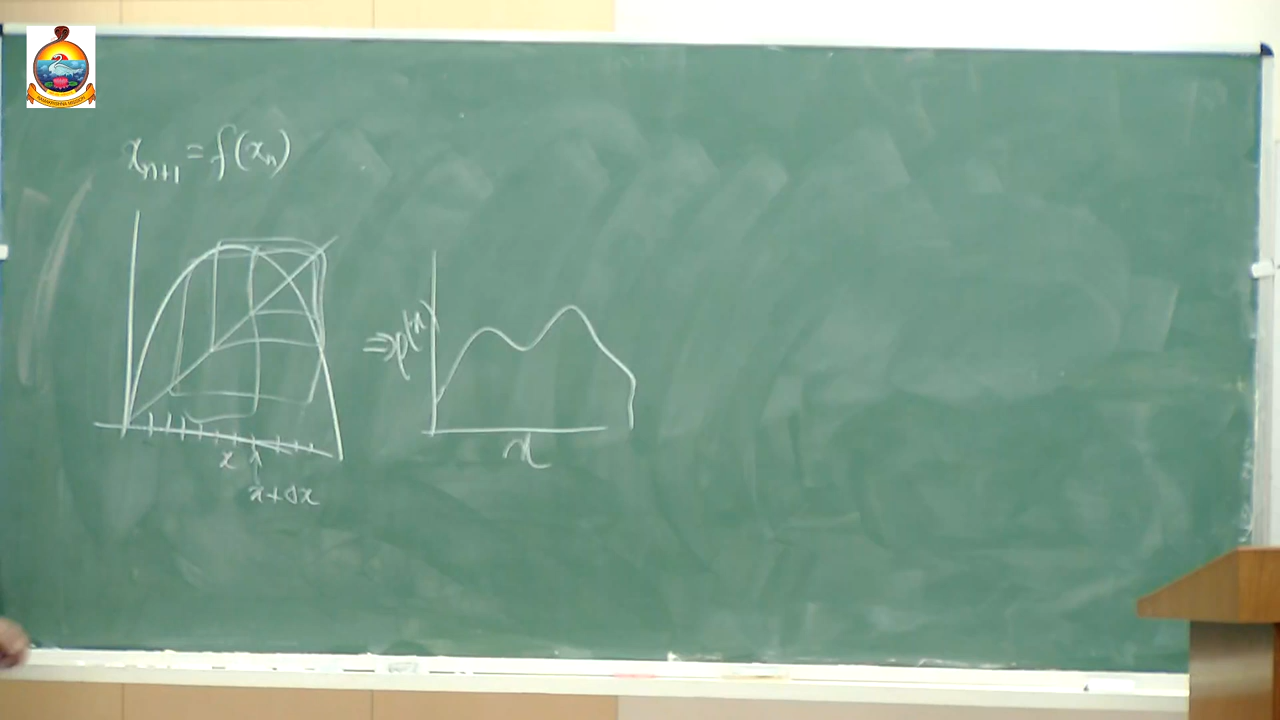 xₙ₊₁ = f(xₙ)
⇒ p(x)
x
x
x + Δx